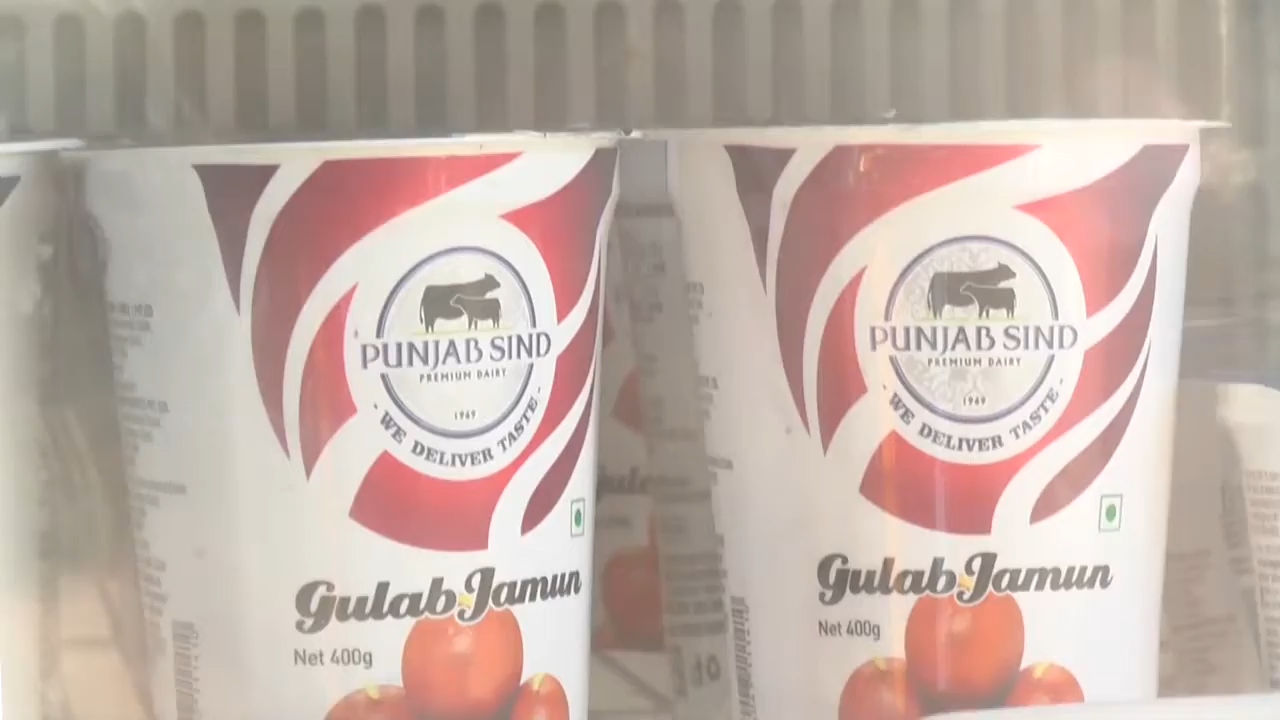 PUNJAB SIND
PREMIUM DAIRY
1969
- WE DELIVER TASTE -
Gulab Jamun
Net 400g
PUNJAB SIND
PREMIUM DAIRY
1969
- WE DELIVER TASTE -
Gulab Jamun
Net 400g